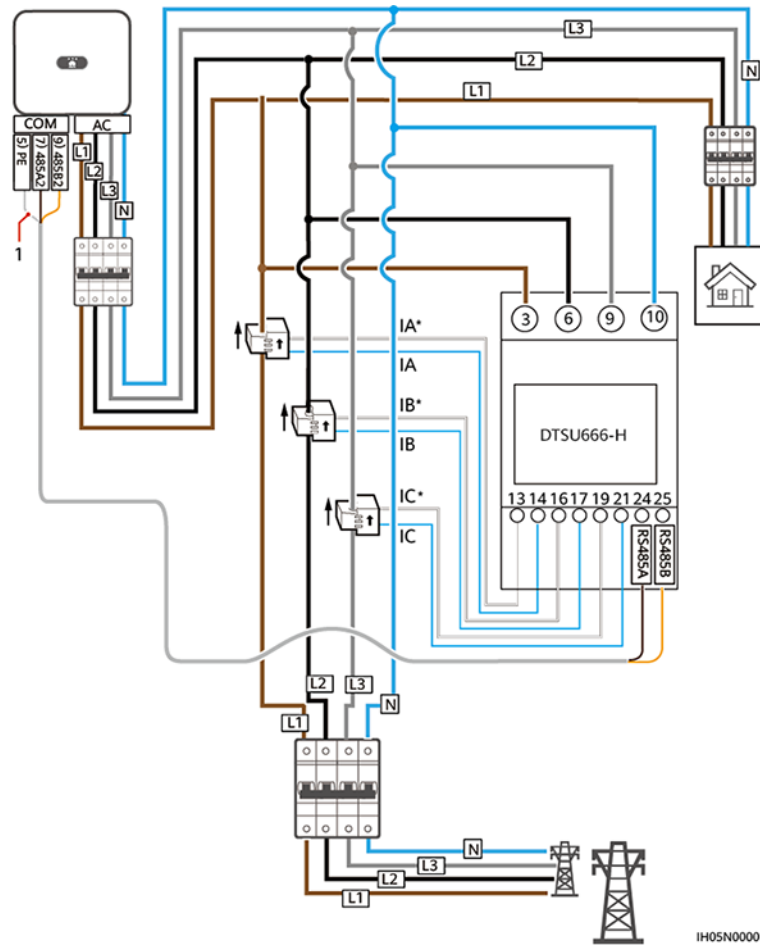 L3
L2
N
L1
COM
AC
5) PE
7) 485A2
9) 485B2
L1
L2
L3
N
1
3
6
9
10
IA*
IA
IB*
IB
IC*
IC
DTSU666-H
13 14 16 17 19 21 24 25
RS485A
RS485B
L2
L3
N
L1
N
L3
L2
L1
IH05N0000